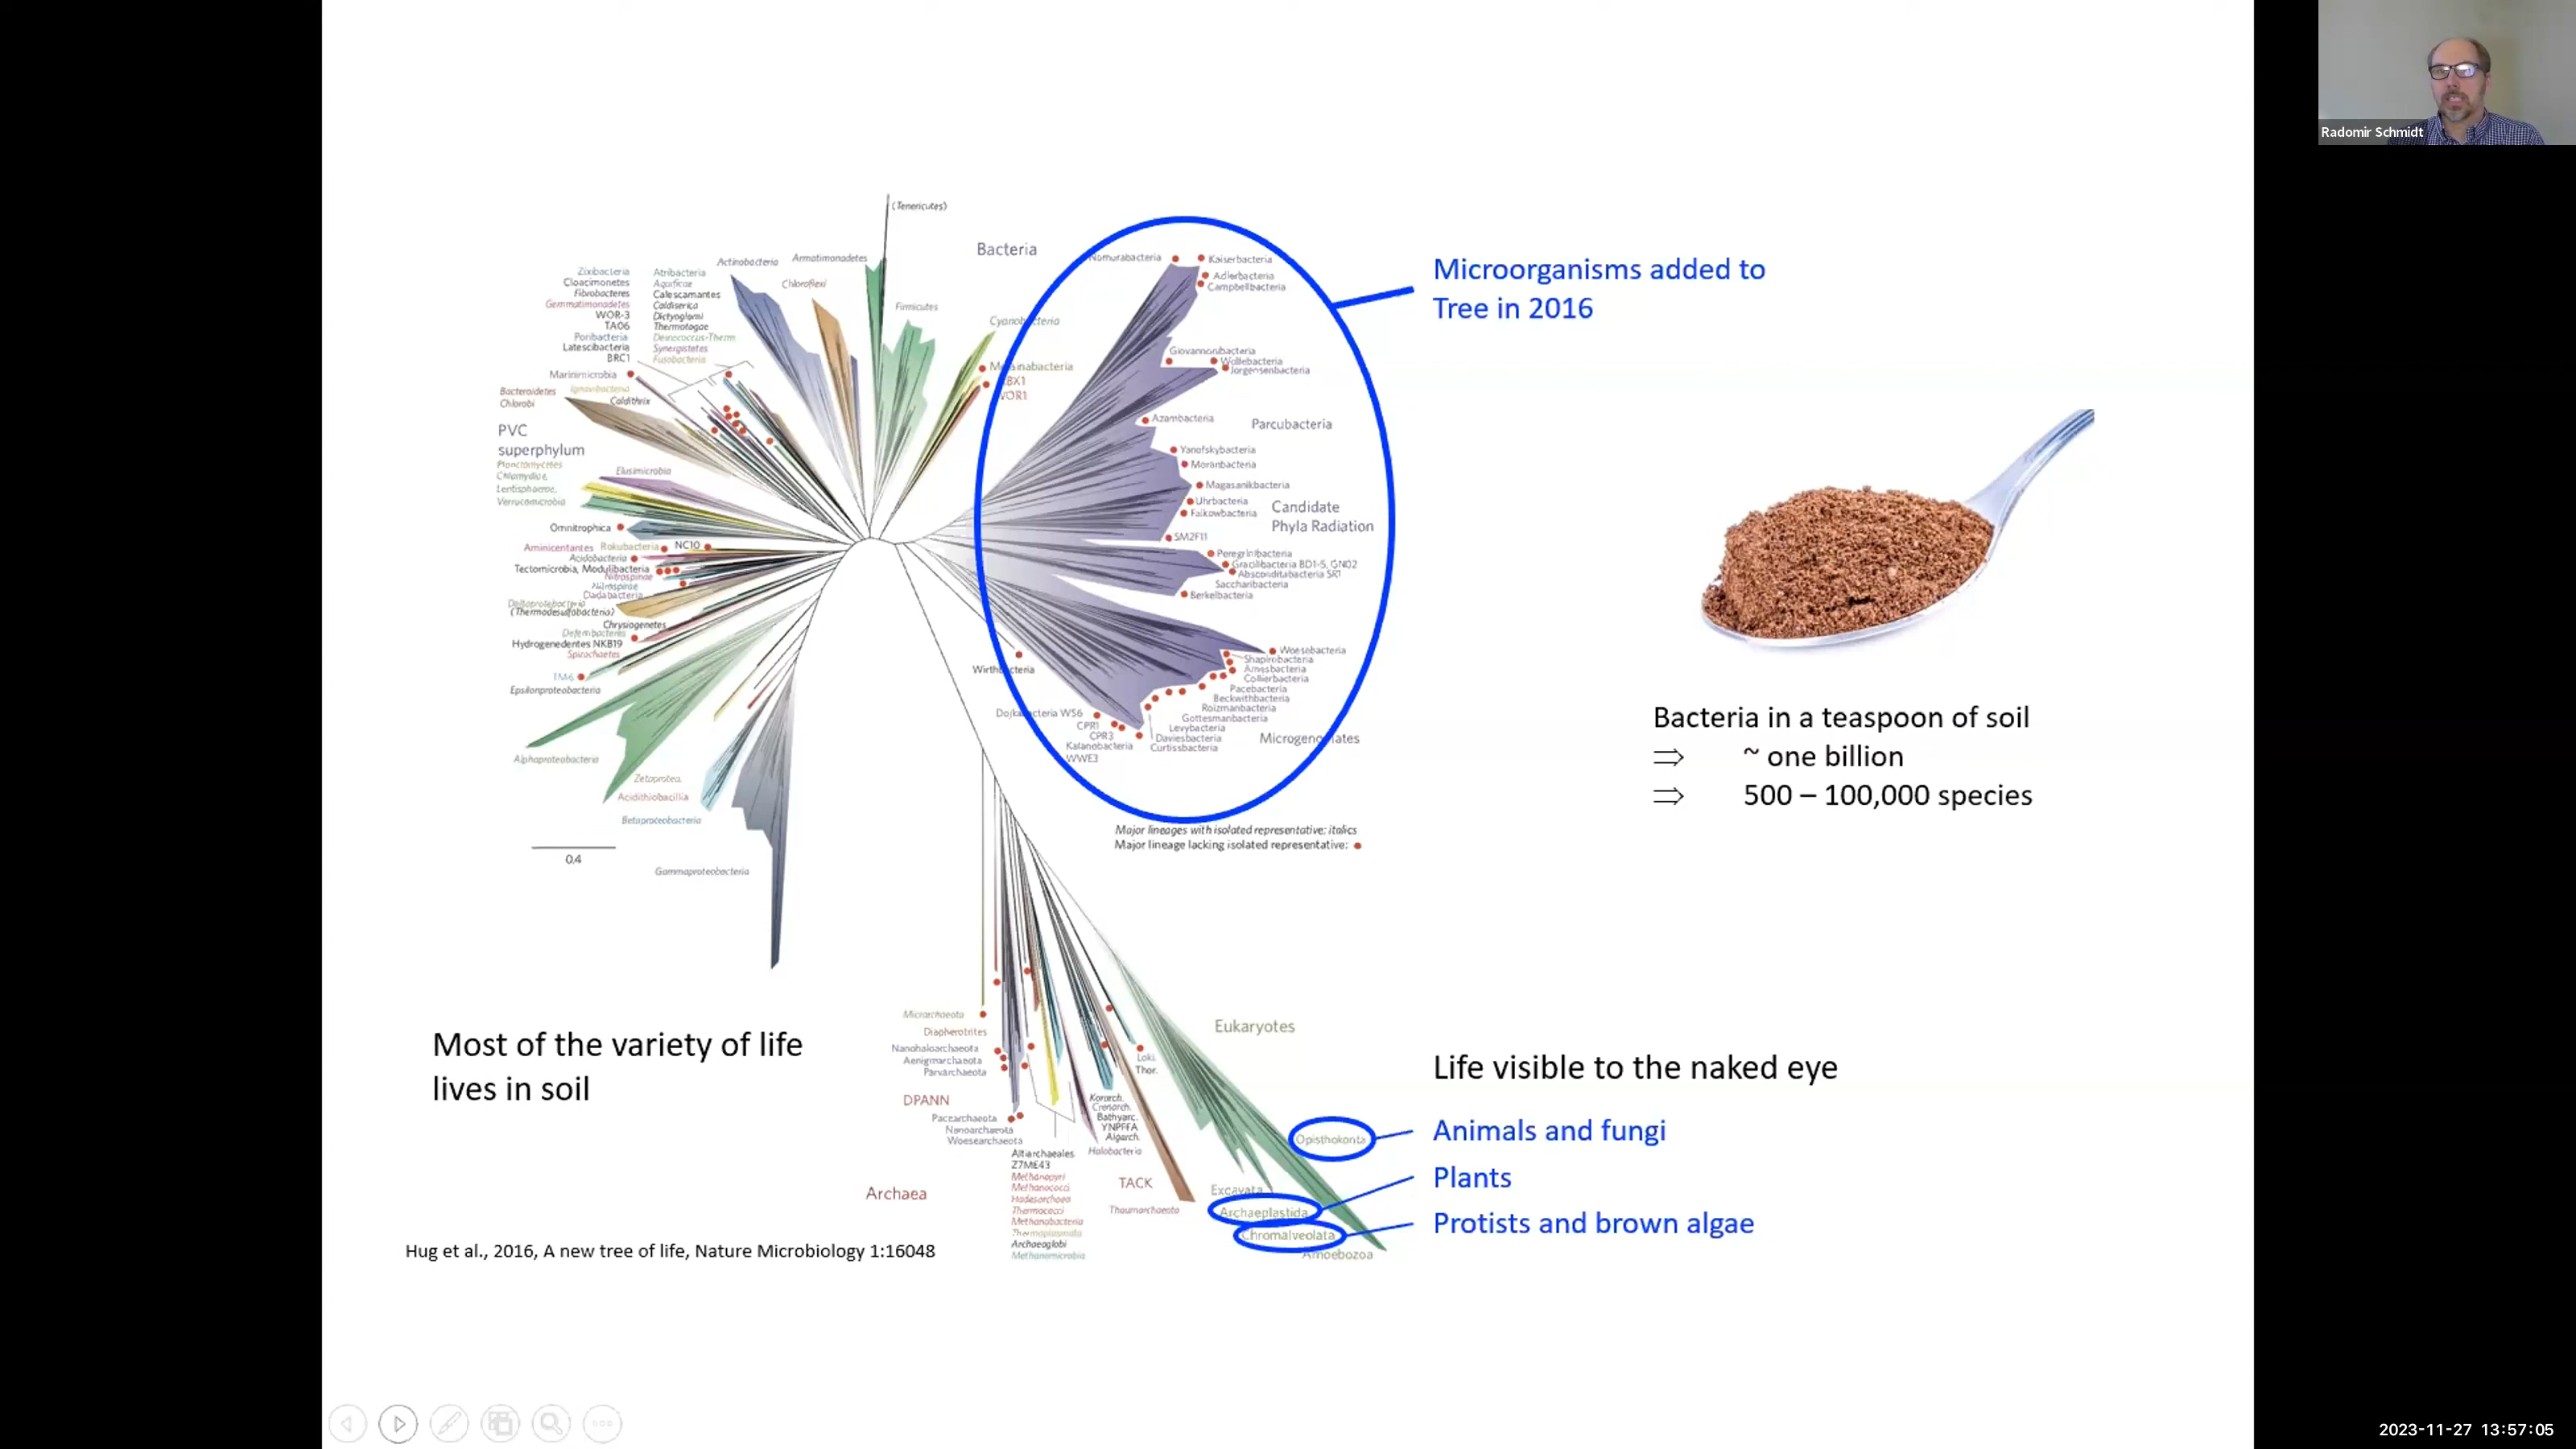 Radomir Schmidt
(Tenericutes)
Bacteria
Actinobacteria
Armatimonadetes
Chloroflexi
Firmicutes
Cyanobacteria
Zixibacteria
Cloacimonetes
Fibrobacteres
Gemmatimonadetes
WOR-3
TA06
Poribacteria
Latescibacteria
BRC1
Atribacteria
Aquificae
Calescamantes
Caldiserica
Dictyoglomi
Thermotogae
Deinococcus-Therm.
Synergistetes
Fusobacteria
Marinimicrobia
Bacteroidetes
Ignavibacteria
Chlorobi
Caldithrix
PVC
superphylum
Planctomycetes
Chlamydiae,
Lentisphaerae,
Verrucomicrobia
Elusimicrobia
Omnitrophica
Aminicentantes
Rokubacteria
NC10
Acidobacteria
Tectomicrobia, Modulibacteria
Nitrospinae
Nitrospirae
Dadabacteria
Deltaproteobacteria
(Thermodesulfobacteria)
Chrysiogenetes
Deferribacteres
Hydrogenedentes NKB19
Spirochaetes
TM6
Epsilonproteobacteria
Alphaproteobacteria
Zetaprotea.
Acidithiobacillia
Betaproteobacteria
Gammaproteobacteria
0.4
Nomurabacteria
Kaiserbacteria
Adlerbacteria
Campbellbacteria
Giovannonibacteria
Wolfebacteria
Jorgensenbacteria
Azambacteria
Parcubacteria
Yanofskybacteria
Moranbacteria
Magasanikbacteria
Uhrbacteria
Falkowbacteria
Candidate
Phyla Radiation
SM2F11
Peregrinibacteria
Gracilibacteria BD1-5, GN02
Absconditabacteria SR1
Saccharibacteria
Berkelbacteria
Woesebacteria
Shapirobacteria
Amesbacteria
Collierbacteria
Pacebacteria
Beckwithbacteria
Roizmanbacteria
Gottesmanbacteria
Levybacteria
Daviesbacteria
Curtissbacteria
Microgenomates
Wirthbacteria
Dojkabacteria WS6
CPR1
CPR3
Katanobacteria
WWE3
Major lineages with isolated representative: italics
Major lineage lacking isolated representative:
Microorganisms added to
Tree in 2016
Bacteria in a teaspoon of soil
⇒ ~ one billion
⇒ 500 – 100,000 species
Most of the variety of life
lives in soil
Micrarchaeota
Diapherotrites
Nanohaloarchaeota
Aenigmarchaeota
Parvarchaeota
DPANN
Pacearchaeota
Nanoarchaeota
Woesearchaeota
Archaea
Altiarchaeales
Z7ME43
Methanopyri
Methanococci
Hadesarchaea
Thermococci
Methanobacteria
Thermoplasmata
Archaeoglobi
Methanomicrobia
Loki.
Thor.
Korarch.
Crenarch.
Bathyarc.
YNPFFA
Aigarch.
Halobacteria
TACK
Thaumarchaeota
Eukaryotes
Opisthokonta
Excavata
Archaeplastida
Chromalveolata
Amoebozoa
Life visible to the naked eye
Animals and fungi
Plants
Protists and brown algae
Hug et al., 2016, A new tree of life, Nature Microbiology 1:16048
2023-11-27 13:57:05